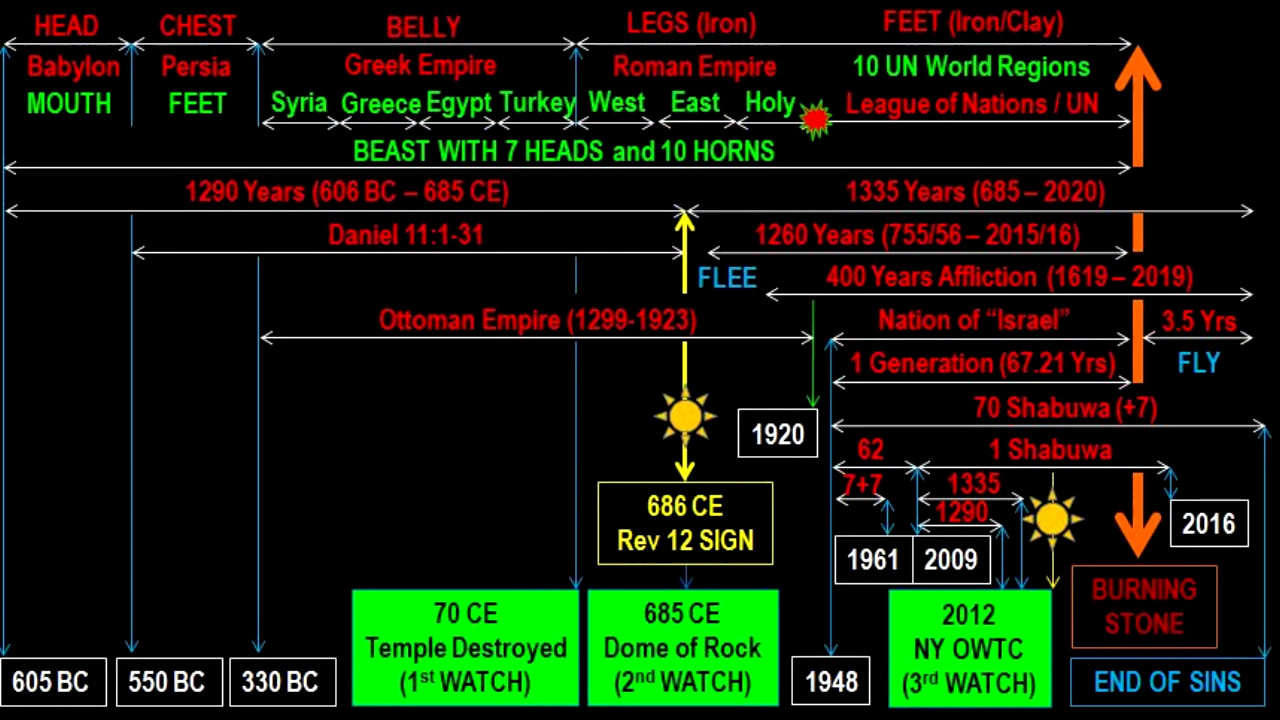 HEAD CHEST BELLY LEGS (Iron) FEET (Iron/Clay)
Babylon Persia Greek Empire Roman Empire 10 UN World Regions
MOUTH FEET Syria Greece Egypt Turkey West East Holy League of Nations / UN
BEAST WITH 7 HEADS and 10 HORNS
1290 Years (606 BC – 685 CE) 1335 Years (685 – 2020)
Daniel 11:1-31 1260 Years (755/56 – 2015/16)
FLEE 400 Years Affliction (1619 – 2019)
Ottoman Empire (1299-1923) Nation of “Israel” 3.5 Yrs
1 Generation (67.21 Yrs) FLY
70 Shabuwa (+7)
1920
62 1 Shabuwa
7+7 1335
1290
686 CE
Rev 12 SIGN
2016
1961 2009
BURNING
STONE
70 CE
Temple Destroyed
(1st WATCH)
685 CE
Dome of Rock
(2nd WATCH)
2012
NY OWTC
(3rd WATCH)
605 BC 550 BC 330 BC 1948 END OF SINS